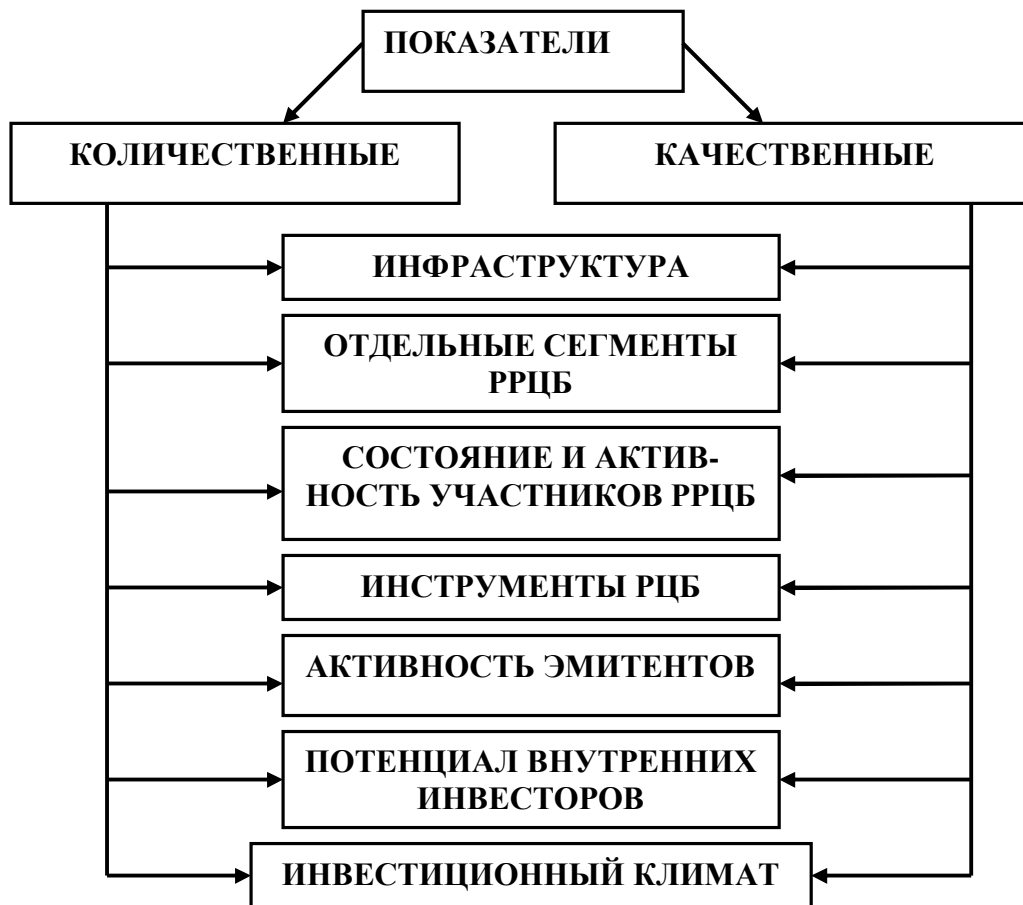 ПОКАЗАТЕЛИ
КОЛИЧЕСТВЕННЫЕ
КАЧЕСТВЕННЫЕ
ИНФРАСТРУКТУРА
ОТДЕЛЬНЫЕ СЕГМЕНТЫ
РРЦБ
СОСТОЯНИЕ И АКТИВ-
НОСТЬ УЧАСТНИКОВ РРЦБ
ИНСТРУМЕНТЫ РЦБ
АКТИВНОСТЬ ЭМИТЕНТОВ
ПОТЕНЦИАЛ ВНУТРЕННИХ
ИНВЕСТОРОВ
ИНВЕСТИЦИОННЫЙ КЛИМАТ